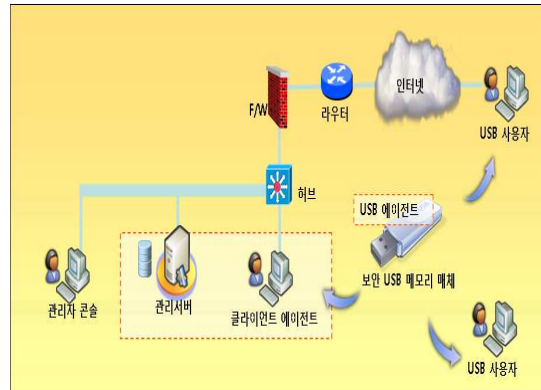 인터넷
F/W
라우터
USB 사용자
허브
USB 에이전트
보안 USB 메모리 매체
관리자 콘솔
관리서버
클라이언트 에이전트
USB 사용자